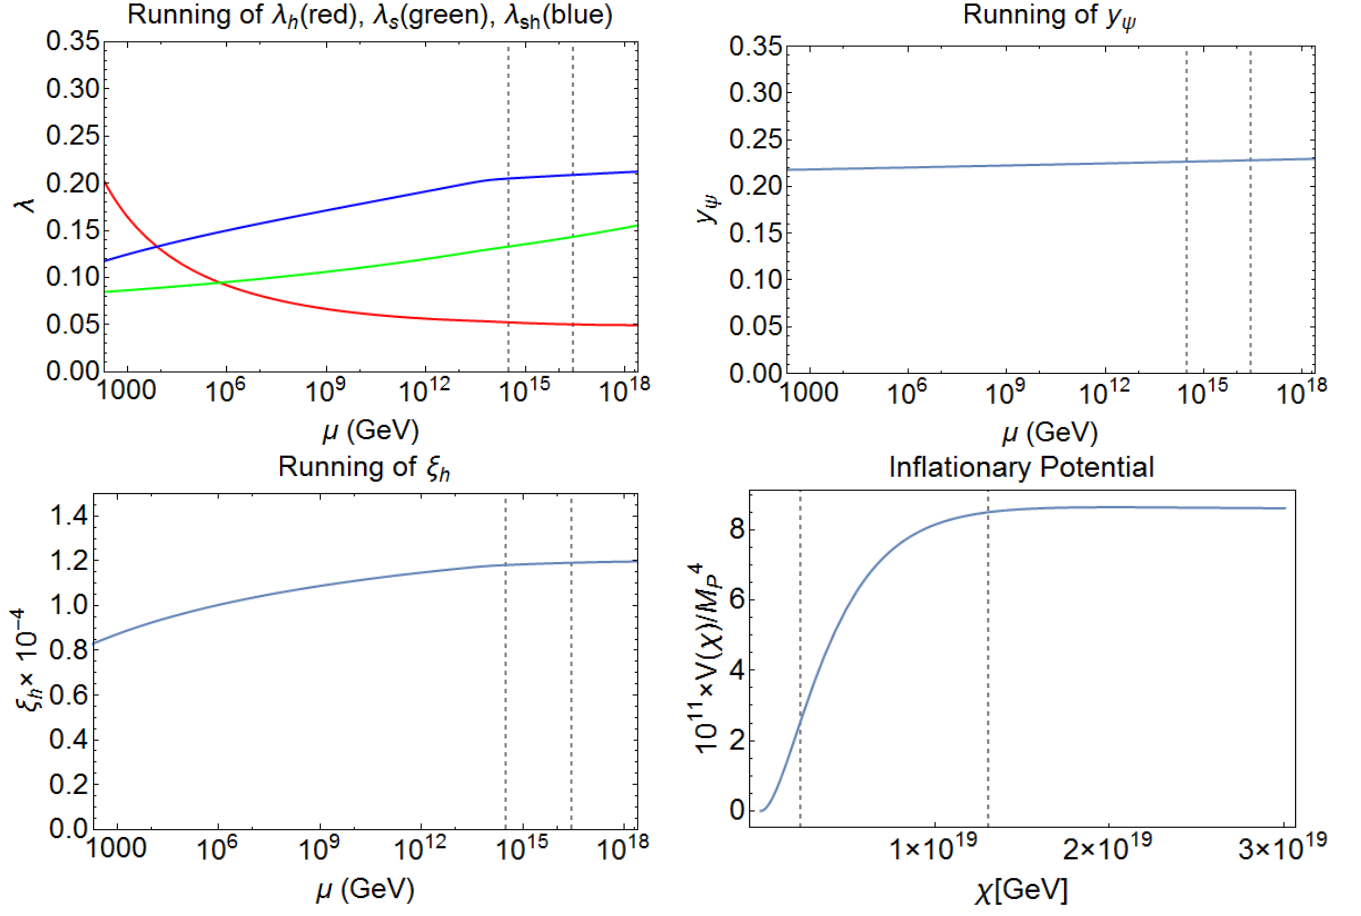 Running of λh(red), λs(green), λsh(blue)
0.35
0.30
0.25
0.20
0.15
0.10
0.05
0.00
λ
1000 10^6 10^9 10^12 10^15 10^18
μ (GeV)
Running of yψ
0.35
0.30
0.25
0.20
0.15
0.10
0.05
0.00
yψ
1000 10^6 10^9 10^12 10^15 10^18
μ (GeV)
Running of ξh
1.4
1.2
1.0
0.8
0.6
0.4
0.2
0.0
ξh× 10^-4
1000 10^6 10^9 10^12 10^15 10^18
μ (GeV)
Inflationary Potential
8
6
4
2
0
10^11×V(χ)/MP^4
1×10^19 2×10^19 3×10^19
χ[GeV]